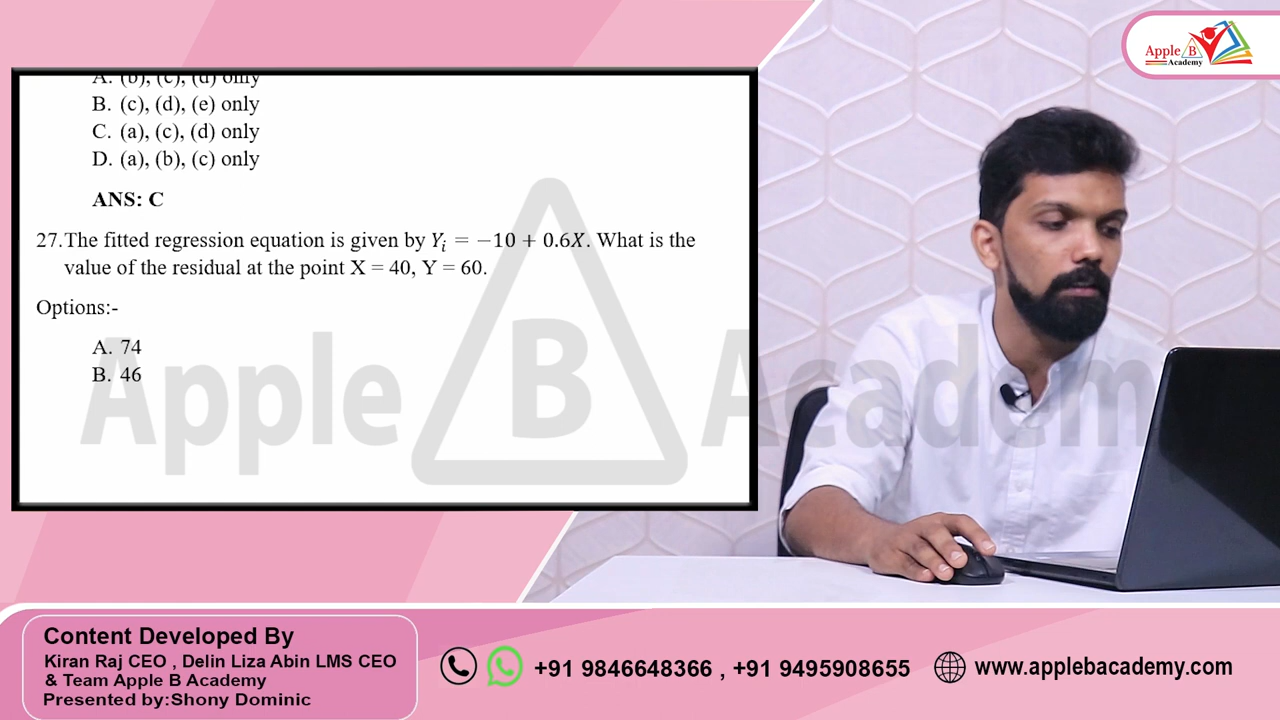 Apple B
Academy
A. (b), (c), (d) only
B. (c), (d), (e) only
C. (a), (c), (d) only
D. (a), (b), (c) only
ANS: C
27.The fitted regression equation is given by Yᵢ = −10 + 0.6X. What is the
value of the residual at the point X = 40, Y = 60.
Options:-
A. 74
B. 46
Apple B Academy
Content Developed By
Kiran Raj CEO , Delin Liza Abin LMS CEO
& Team Apple B Academy
Presented by:Shony Dominic
+91 9846648366 , +91 9495908655
www.applebacademy.com